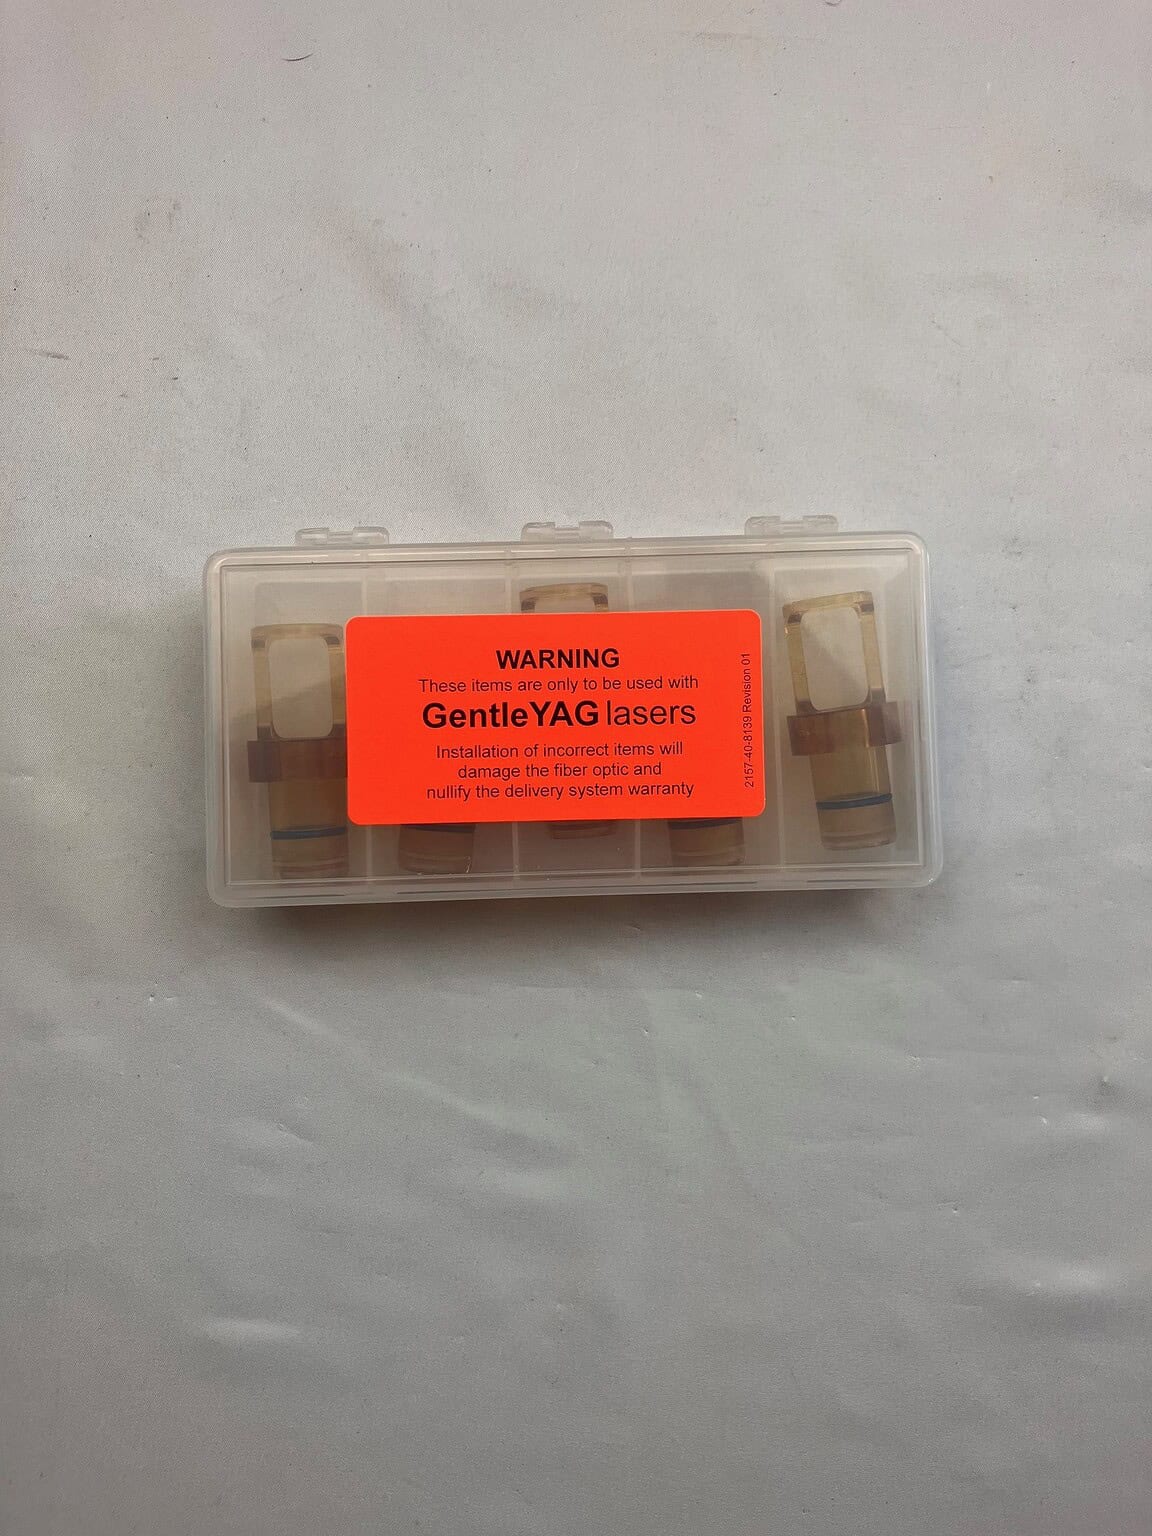 WARNING
These items are only to be used with
GentleYAG lasers
Installation of incorrect items will
damage the fiber optic and
nullify the delivery system warranty
2157-40-8139 Revision 01